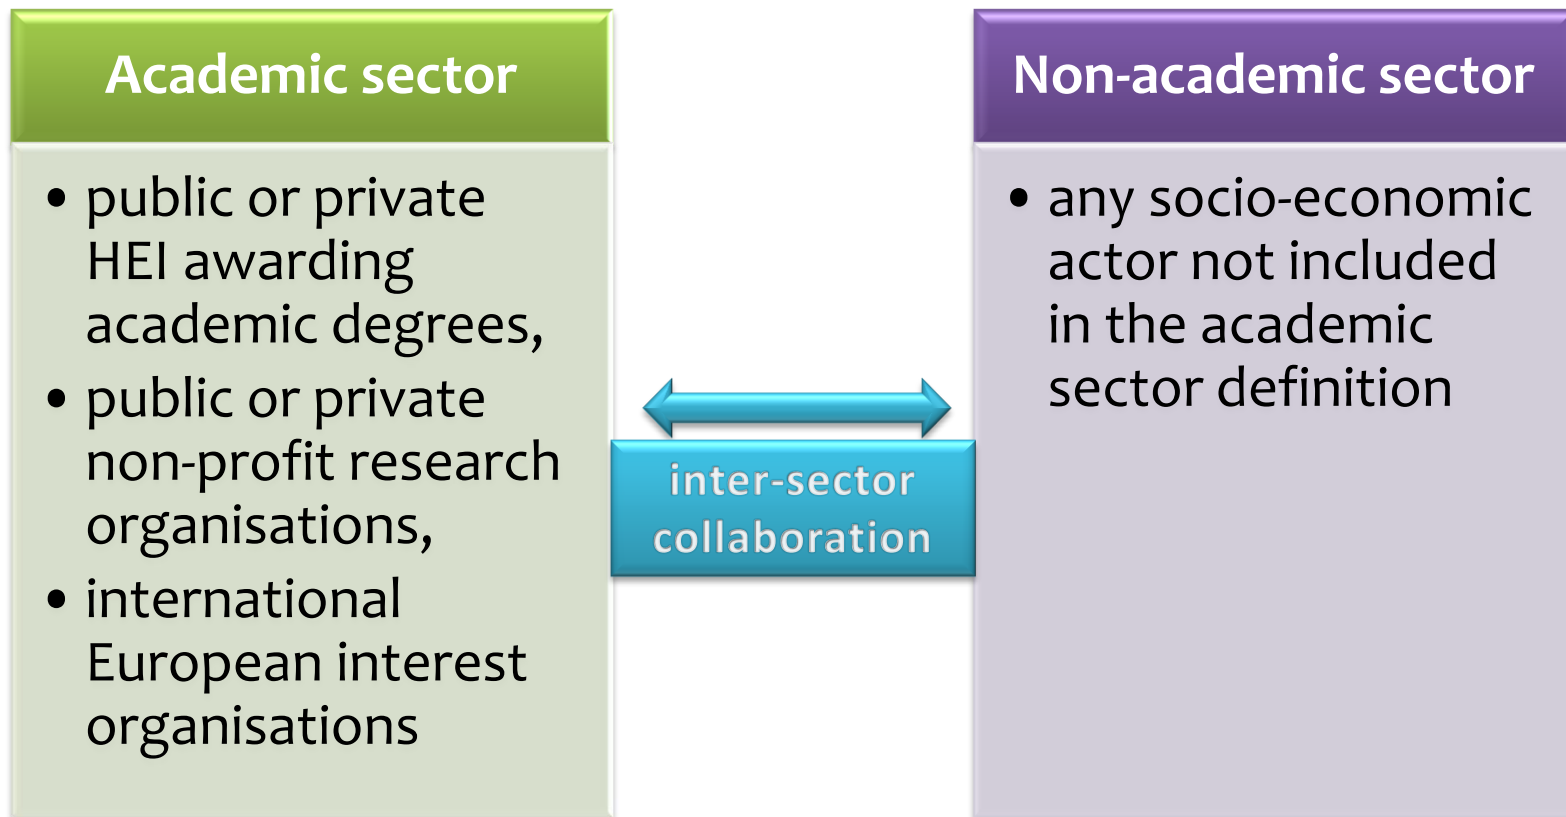 Academic sector
• public or private
HEI awarding
academic degrees,
• public or private
non-profit research
organisations,
• international
European interest
organisations
inter-sector
collaboration
Non-academic sector
• any socio-economic
actor not included
in the academic
sector definition